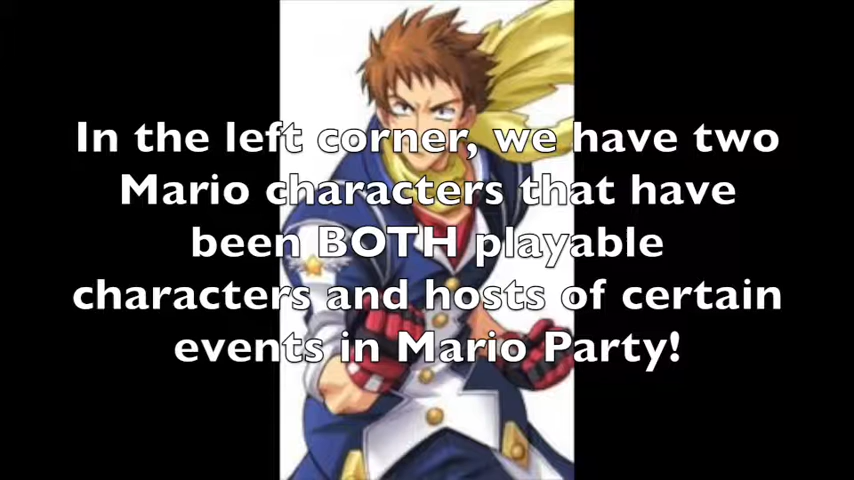 In the left corner, we have two
Mario characters that have
been BOTH playable
characters and hosts of certain
events in Mario Party!